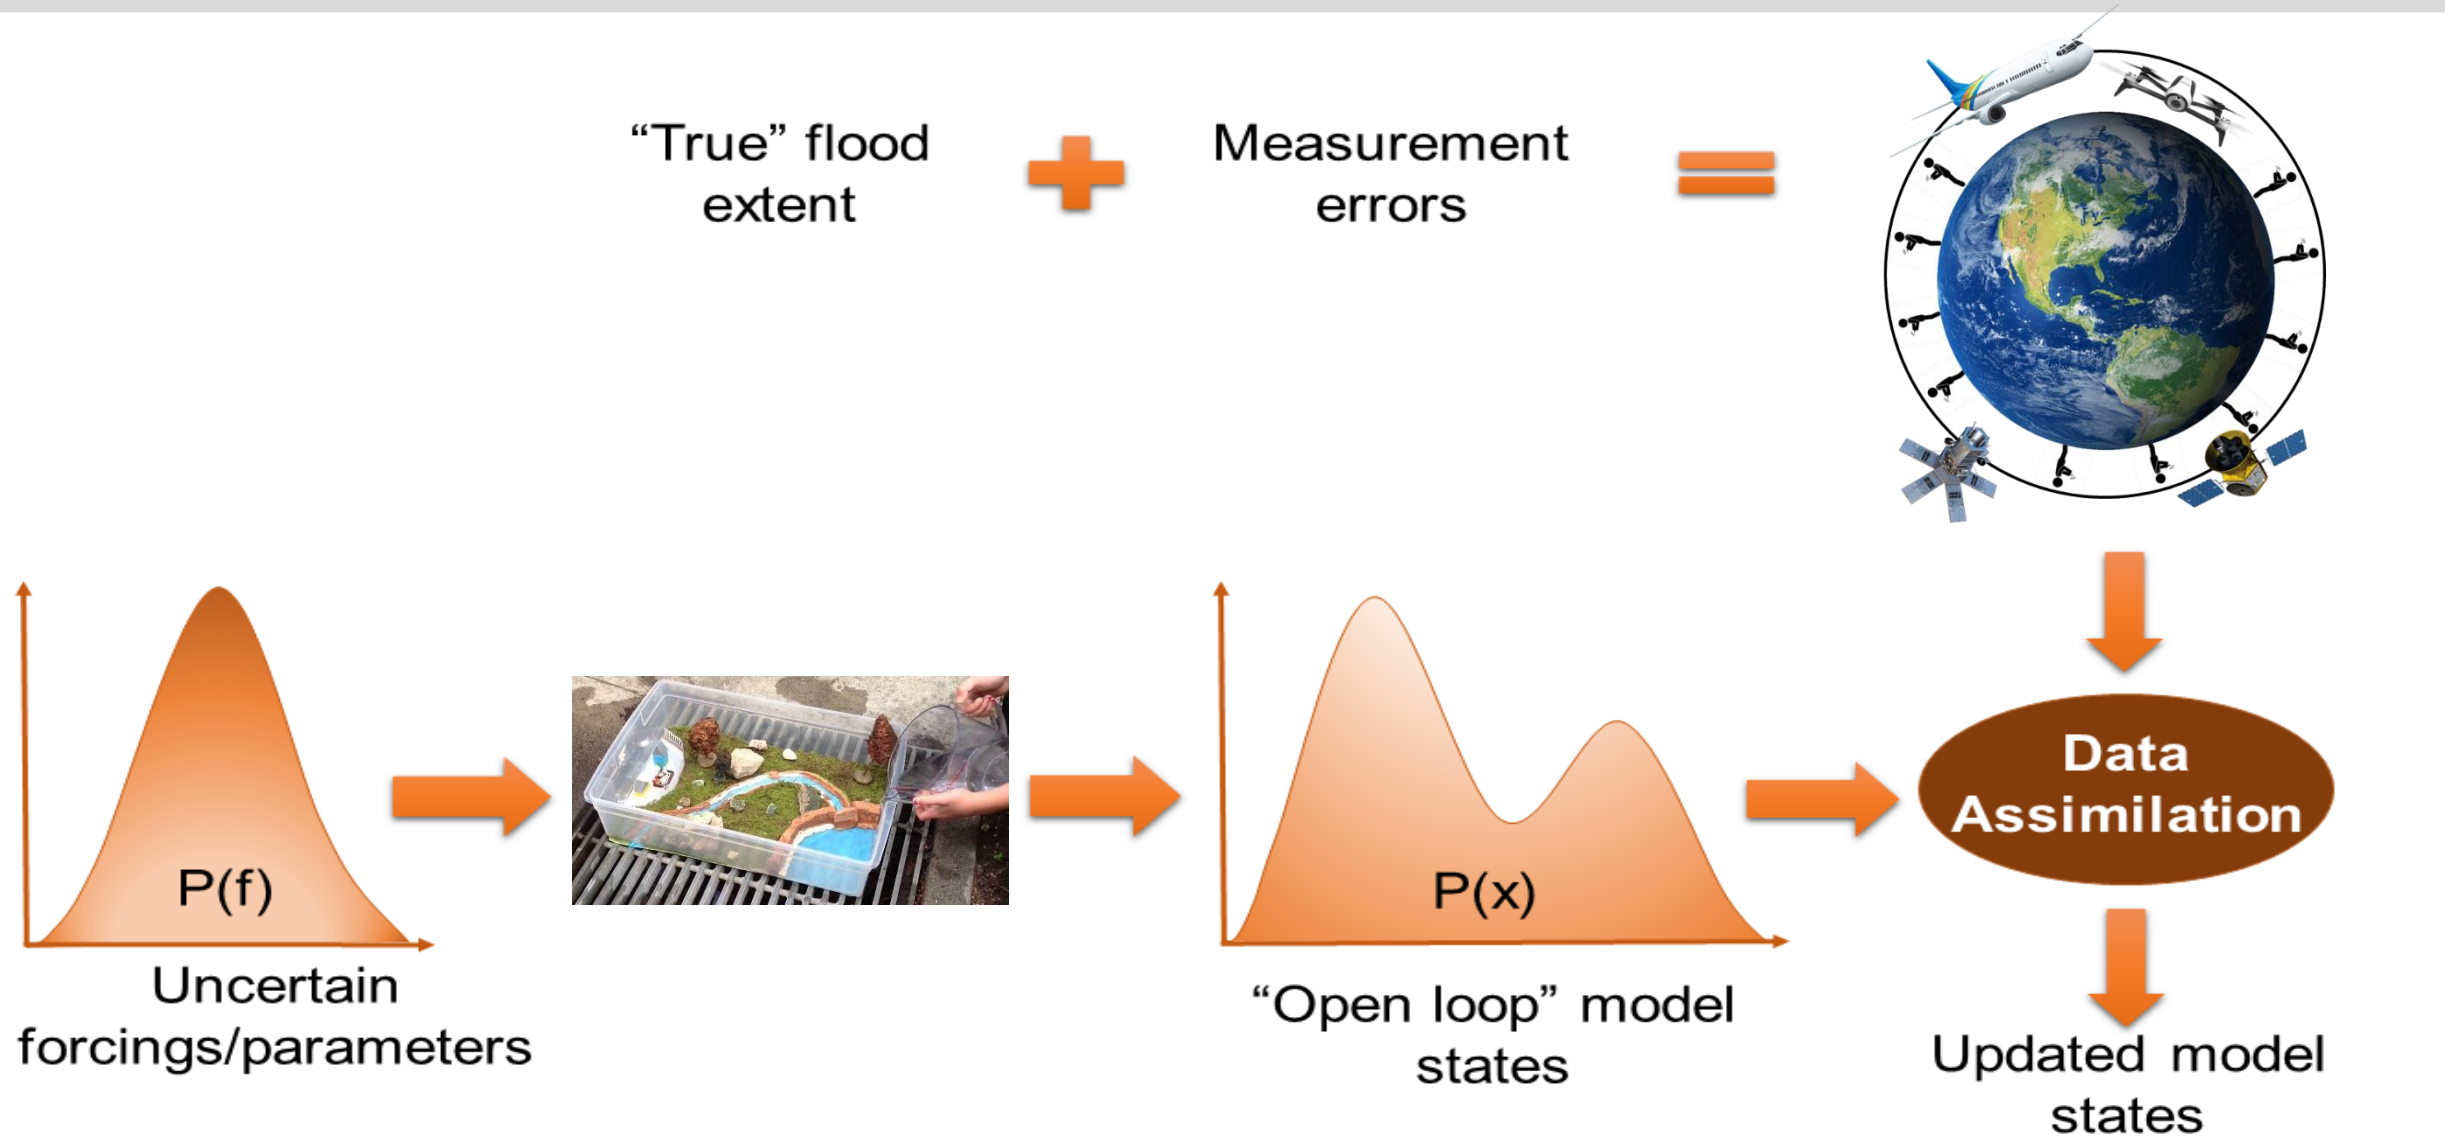 “True” flood
extent
Measurement
errors
P(f)
Uncertain
forcings/parameters
P(x)
“Open loop” model
states
Data
Assimilation
Updated model
states